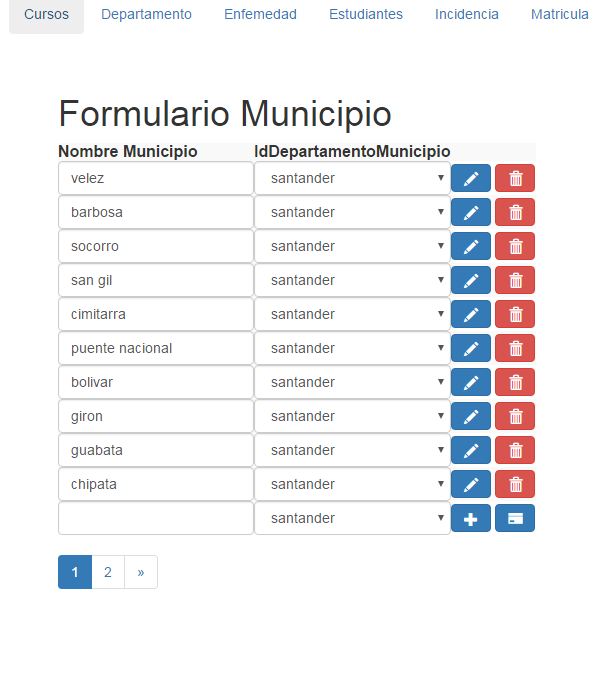 Cursos Departamento Enfermedad Estudiantes Incidencia Matricula
Formulario Municipio
Nombre Municipio IdDepartamentoMunicipio
velez santander
barbosa santander
socorro santander
san gil santander
cimitarra santander
puente nacional santander
bolivar santander
giron santander
guabata santander
chipata santander
santander
1 2 »